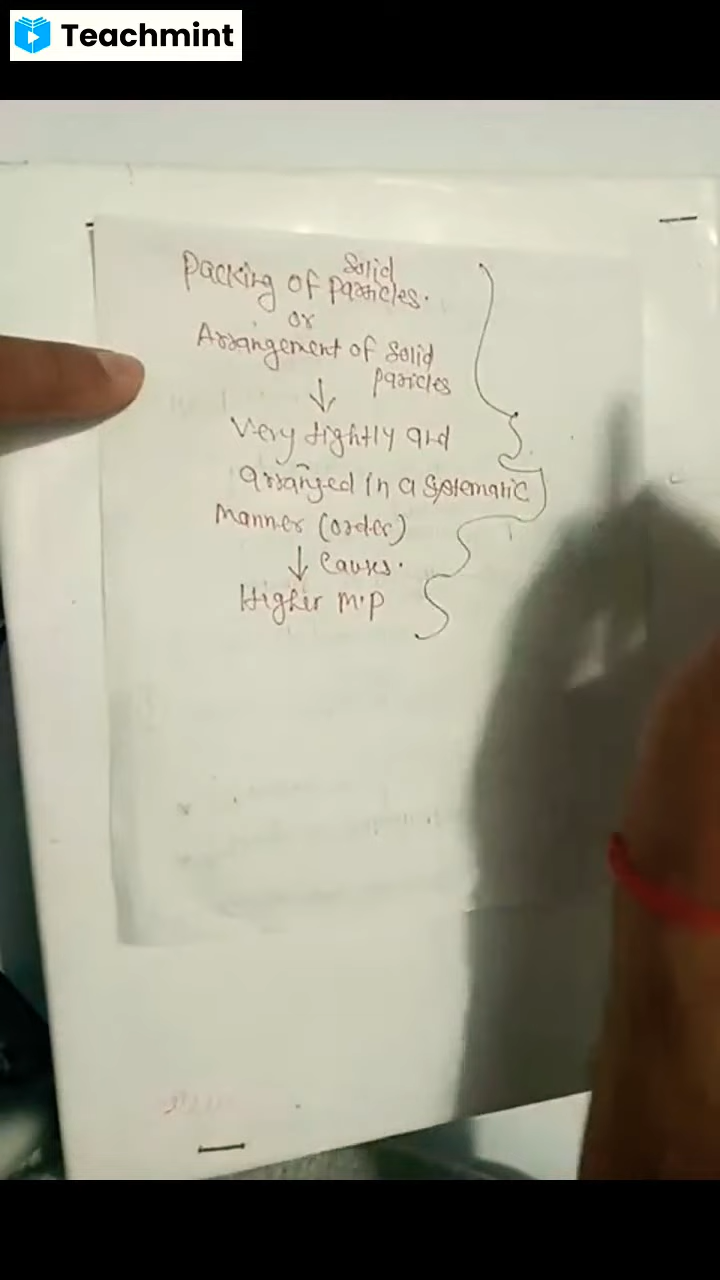 Teachmint
Packing of Solid Particles.
or
Arrangement of Solid
particles
↓
Very tightly and
arranged in a Systematic
Manner (order)
↓ Causes.
Higher M.P